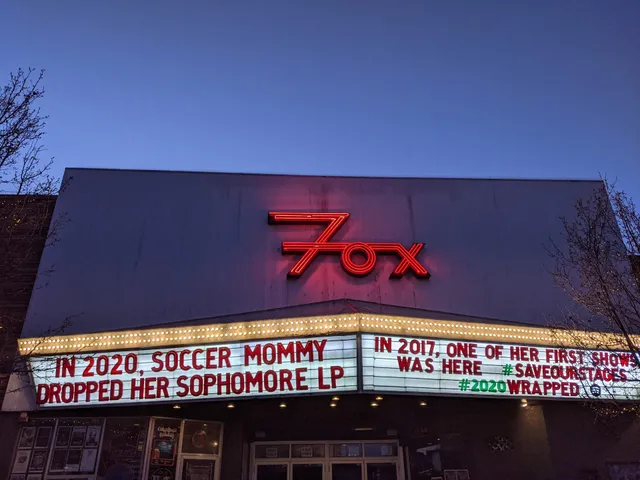 Fox
IN 2020, SOCCER MOMMY
DROPPED HER SOPHOMORE LP
IN 2017, ONE OF HER FIRST SHOWS
WAS HERE #SAVEOURSTAGES
#2020WRAPPED